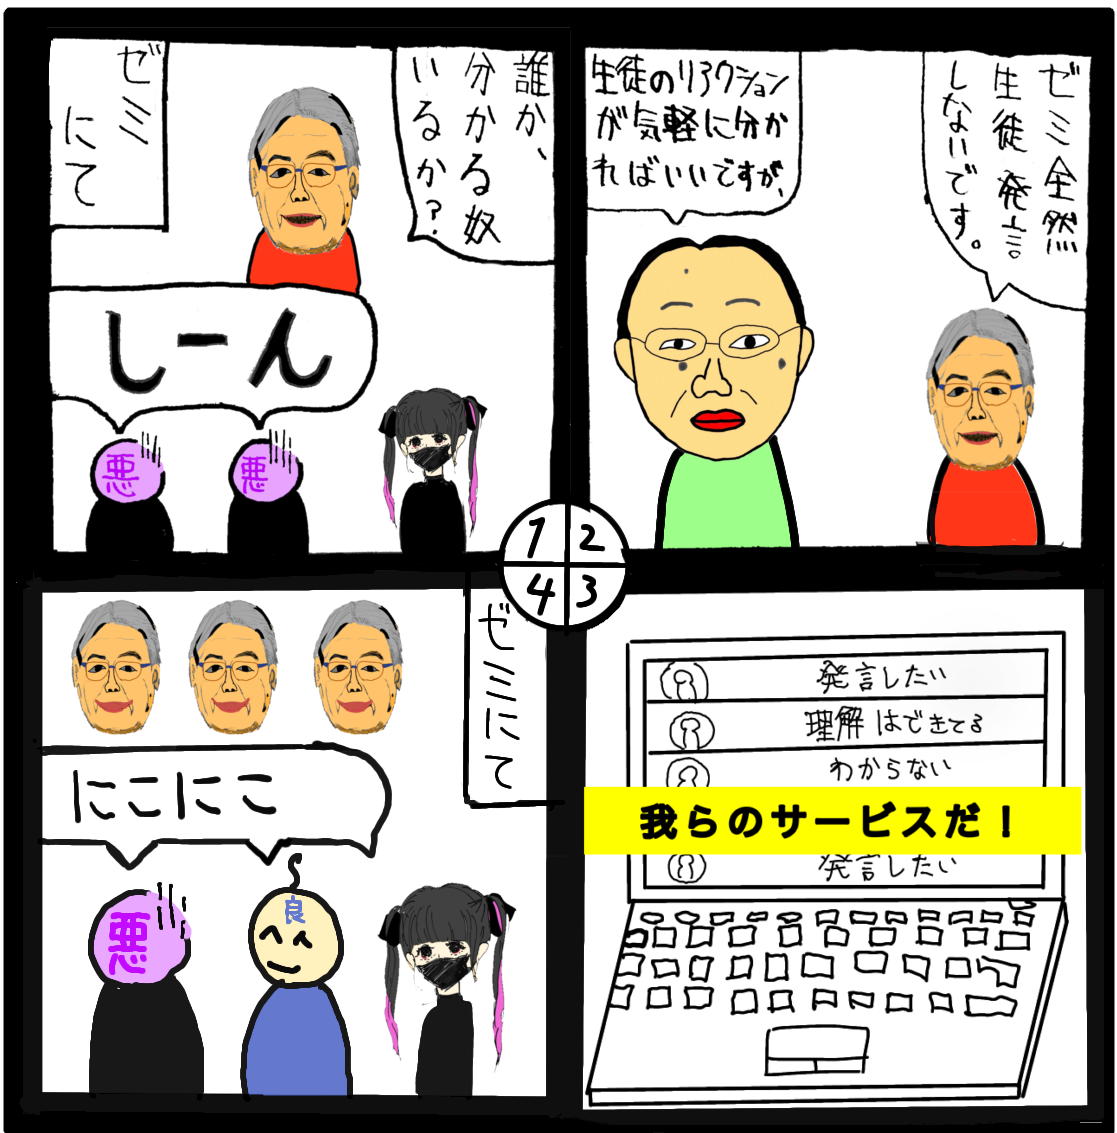 ゼミ
にて
誰か、
分かる奴
いるか?
しーん
悪
悪
生徒のリアクション
が気軽に分か
ればいいですが、
ゼミ全然
生徒発言
しないです。
1
2
4
3
発言したい
理解はできてる
わからない
我らのサービスだ！
発言したい
ゼミにて
にこにこ
悪
良